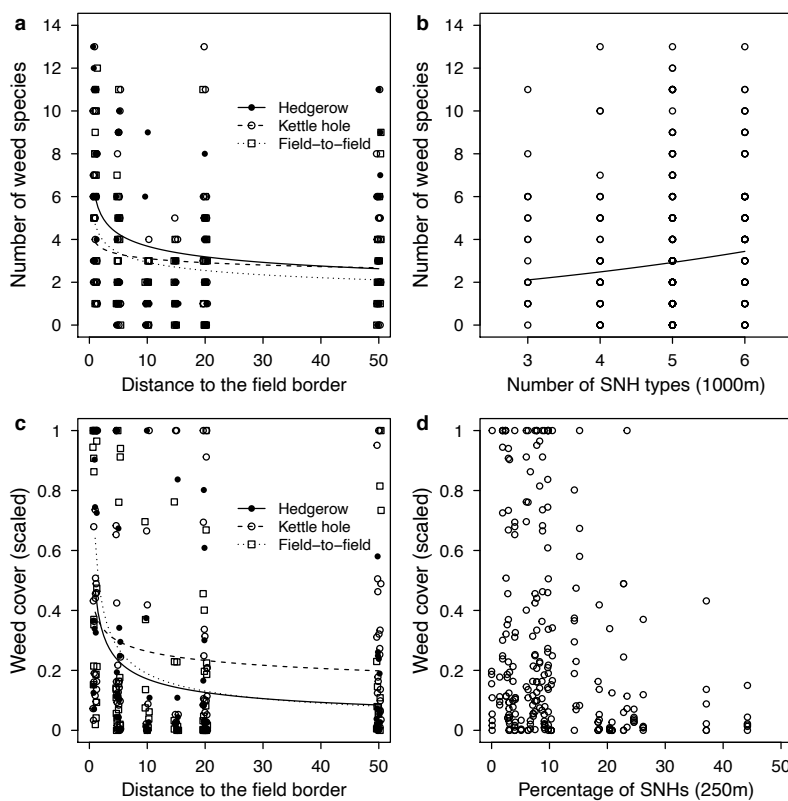 a
14
12
10
8
6
4
2
0
Number of weed species
Hedgerow
Kettle hole
Field−to−field
0 10 20 30 40 50
Distance to the field border
b
14
12
10
8
6
4
2
0
Number of weed species
3 4 5 6
Number of SNH types (1000m)
c
1
0.8
0.6
0.4
0.2
0
Weed cover (scaled)
Hedgerow
Kettle hole
Field−to−field
0 10 20 30 40 50
Distance to the field border
d
1
0.8
0.6
0.4
0.2
0
Weed cover (scaled)
0 10 20 30 40 50
Percentage of SNHs (250m)